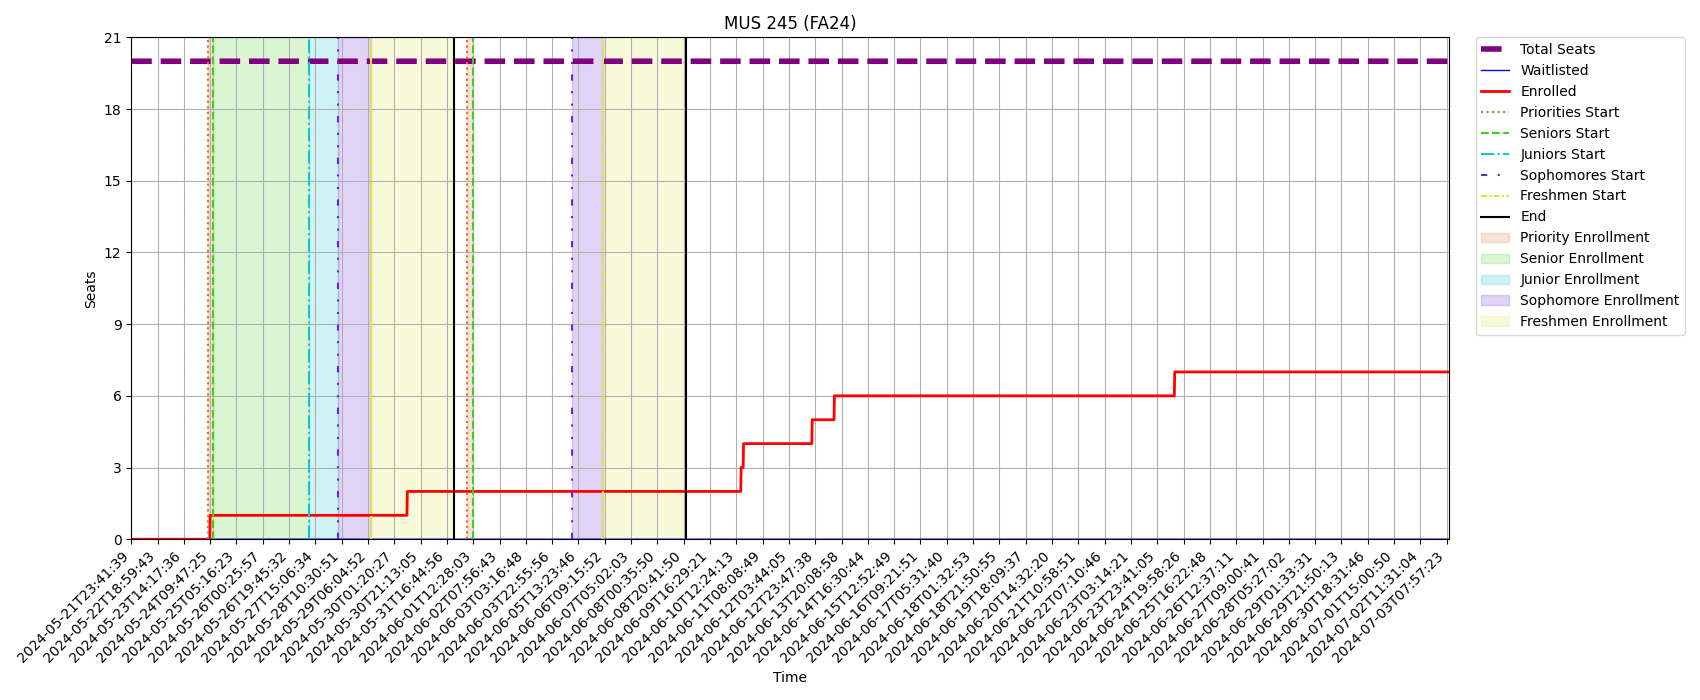 MUS 245 (FA24)
21
18
15
12
9
6
3
0
Seats
Total Seats
Waitlisted
Enrolled
Priorities Start
Seniors Start
Juniors Start
Sophomores Start
Freshmen Start
End
Priority Enrollment
Senior Enrollment
Junior Enrollment
Sophomore Enrollment
Freshmen Enrollment
2024-05-21T23:41:39
2024-05-22T18:59:43
2024-05-23T14:17:36
2024-05-24T09:47:25
2024-05-25T05:16:23
2024-05-26T00:25:57
2024-05-26T19:45:32
2024-05-27T15:06:34
2024-05-28T10:30:51
2024-05-29T06:04:52
2024-05-30T01:20:27
2024-05-30T21:13:05
2024-05-31T16:44:56
2024-06-01T12:28:03
2024-06-02T07:56:43
2024-06-03T03:16:48
2024-06-03T22:55:56
2024-06-05T13:23:46
2024-06-06T09:15:52
2024-06-07T05:02:03
2024-06-08T00:35:50
2024-06-08T20:41:50
2024-06-09T16:29:21
2024-06-10T12:24:13
2024-06-11T08:08:49
2024-06-12T03:44:05
2024-06-12T23:47:38
2024-06-13T20:08:58
2024-06-14T16:30:44
2024-06-15T12:52:49
2024-06-16T09:21:51
2024-06-17T05:31:40
2024-06-18T01:32:53
2024-06-18T21:50:55
2024-06-19T18:09:37
2024-06-20T14:32:20
2024-06-21T10:58:51
2024-06-22T07:10:46
2024-06-23T03:14:21
2024-06-23T23:41:05
2024-06-24T19:58:26
2024-06-25T16:22:48
2024-06-26T12:37:11
2024-06-27T09:00:41
2024-06-28T05:27:02
2024-06-29T01:33:31
2024-06-29T21:50:13
2024-06-30T18:31:46
2024-07-01T15:00:50
2024-07-02T11:31:04
2024-07-03T07:57:23
Time